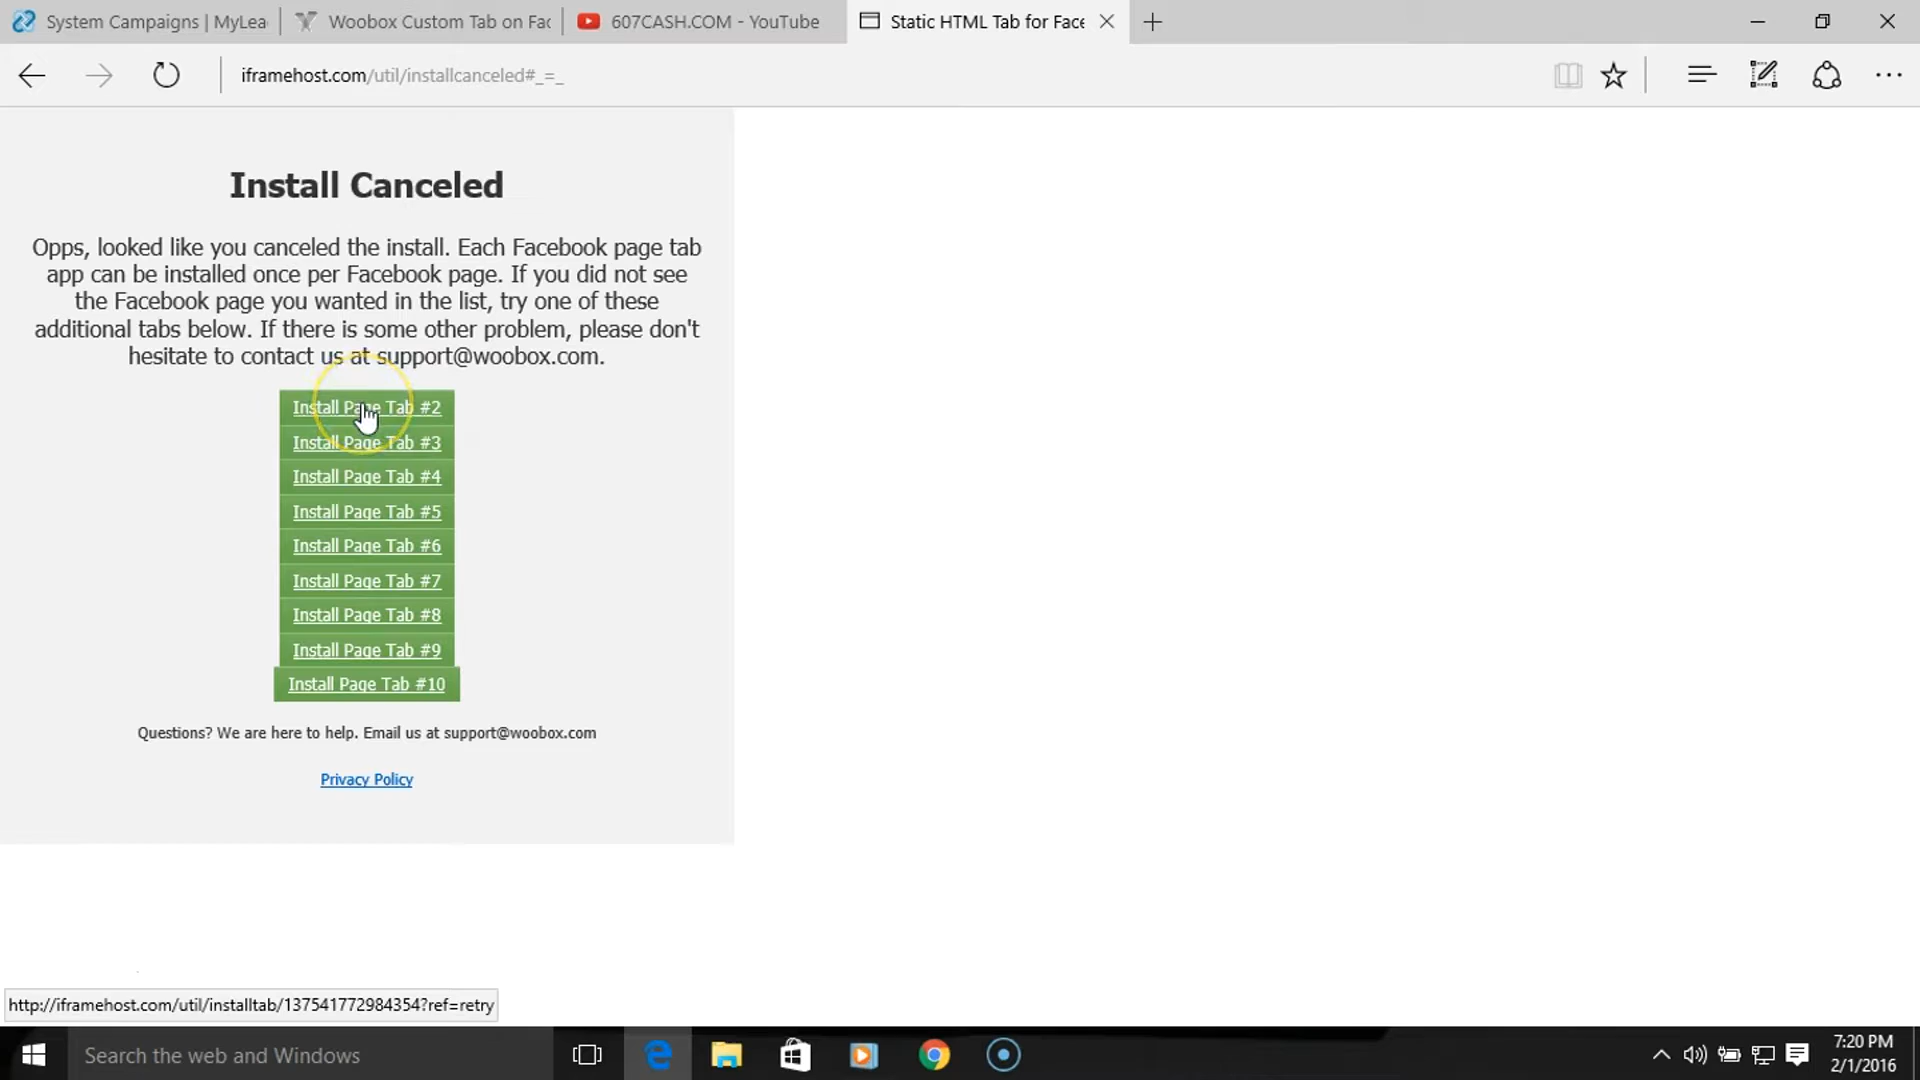 System Campaigns | MyLea
Woobox Custom Tab on Fac
607CASH.COM - YouTube
Static HTML Tab for Face
iframehost.com/util/installcanceled#_=_
Install Canceled
Opps, looked like you canceled the install. Each Facebook page tab
app can be installed once per Facebook page. If you did not see
the Facebook page you wanted in the list, try one of these
additional tabs below. If there is some other problem, please don't
hesitate to contact us at support@woobox.com.
Install Page Tab #2
Install Page Tab #3
Install Page Tab #4
Install Page Tab #5
Install Page Tab #6
Install Page Tab #7
Install Page Tab #8
Install Page Tab #9
Install Page Tab #10
Questions? We are here to help. Email us at support@woobox.com
Privacy Policy
http://iframehost.com/util/installtab/137541772984354?ref=retry
Search the web and Windows
7:20 PM
2/1/2016